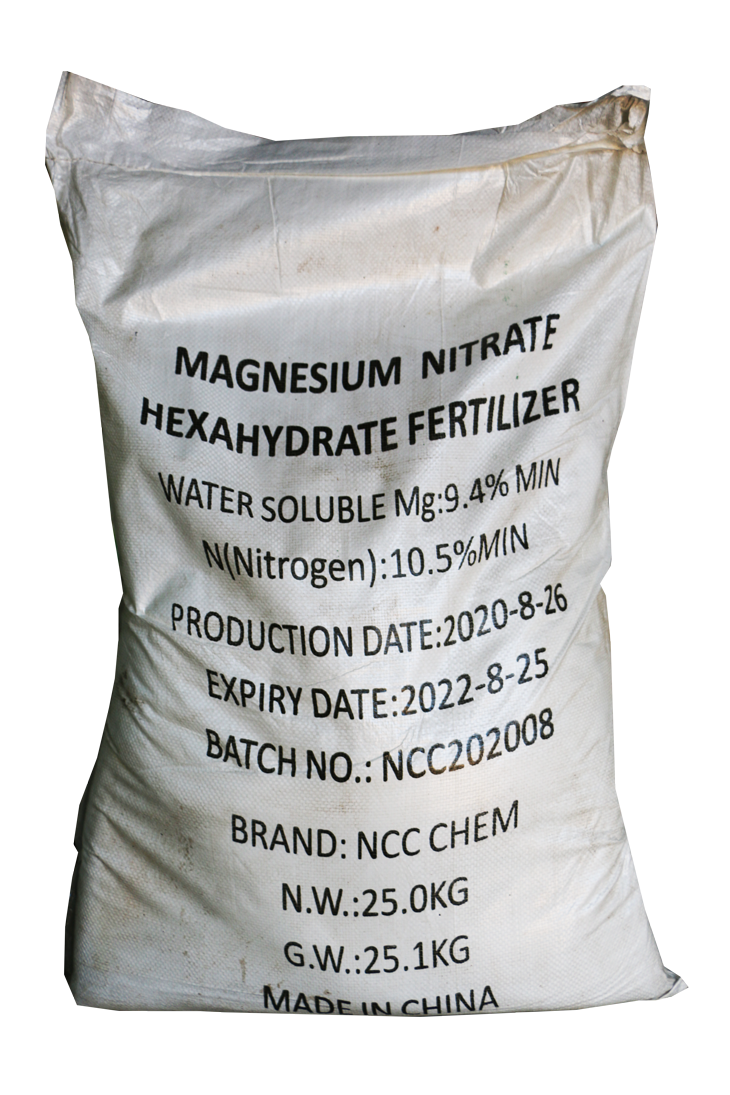 MAGNESIUM NITRATE
HEXAHYDRATE FERTILIZER
WATER SOLUBLE Mg:9.4% MIN
N(Nitrogen):10.5%MIN
PRODUCTION DATE:2020-8-26
EXPIRY DATE:2022-8-25
BATCH NO.: NCC202008
BRAND: NCC CHEM
N.W.:25.0KG
G.W.:25.1KG
MADE IN CHINA